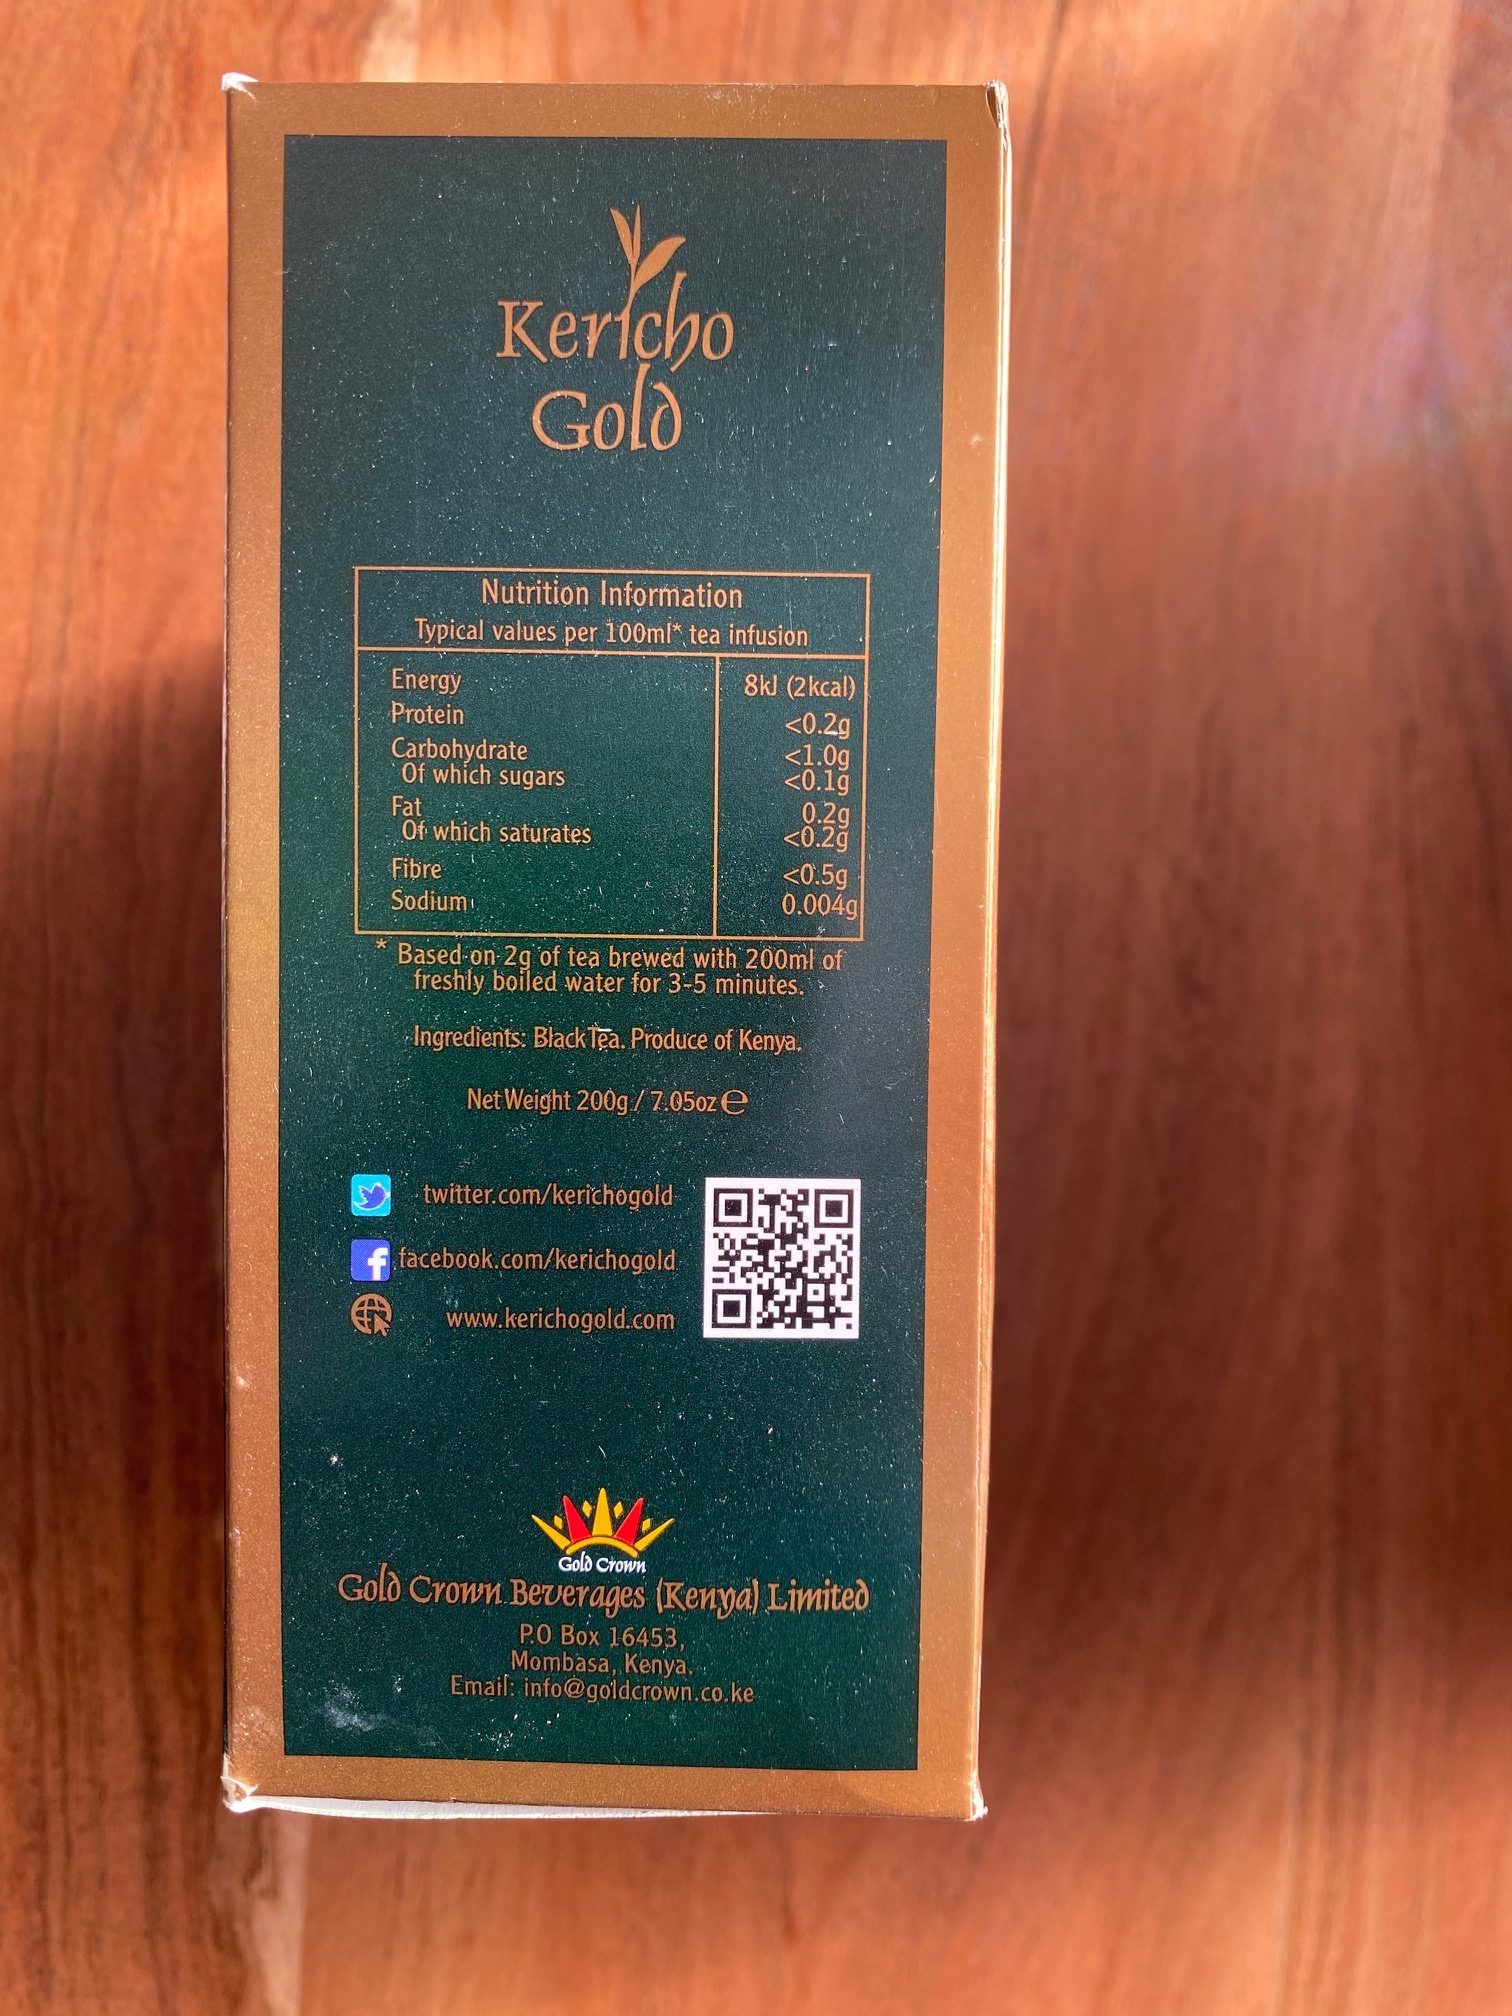 Kericho
Gold
Nutrition Information
Typical values per 100ml* tea infusion
Energy 8kJ (2kcal)
Protein <0.2g
Carbohydrate <1.0g
Of which sugars <0.1g
Fat 0.2g
Of which saturates <0.2g
Fibre <0.5g
Sodium 0.004g
* Based on 2g of tea brewed with 200ml of
freshly boiled water for 3-5 minutes.
Ingredients: Black Tea. Produce of Kenya.
Net Weight 200g / 7.05oz ℮
twitter.com/kerichogold
f facebook.com/kerichogold
www.kerichogold.com
Gold Crown
Gold Crown Beverages (Kenya) Limited
P.O Box 16453,
Mombasa, Kenya.
Email: info@goldcrown.co.ke